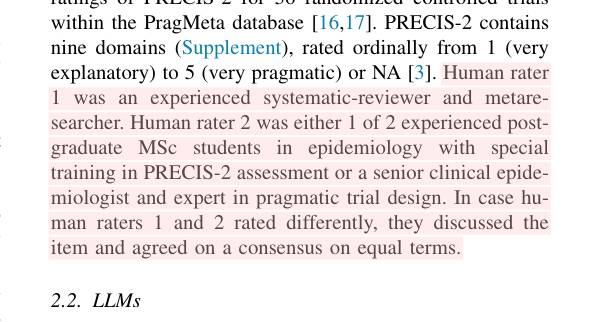 ratings of PRECIS-2 for 56 randomized controlled trials
within the PragMeta database [16,17]. PRECIS-2 contains
nine domains (Supplement), rated ordinally from 1 (very
explanatory) to 5 (very pragmatic) or NA [3]. Human rater
1 was an experienced systematic-reviewer and metare-
searcher. Human rater 2 was either 1 of 2 experienced post-
graduate MSc students in epidemiology with special
training in PRECIS-2 assessment or a senior clinical epide-
miologist and expert in pragmatic trial design. In case hu-
man raters 1 and 2 rated differently, they discussed the
item and agreed on a consensus on equal terms.
2.2. LLMs